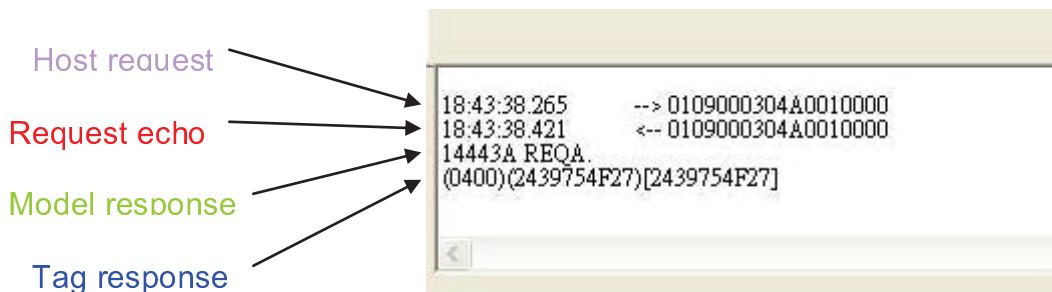 Host request
Request echo
Model response
Tag response
18:43:38.265 --> 0109000304A0010000
18:43:38.421 <-- 0109000304A0010000
14443A REQA.
(0400)(2439754F27)[2439754F27]